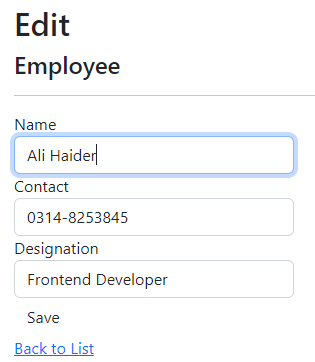 Edit
Employee
Name
Ali Haider
Contact
0314-8253845
Designation
Frontend Developer
Save
Back to List